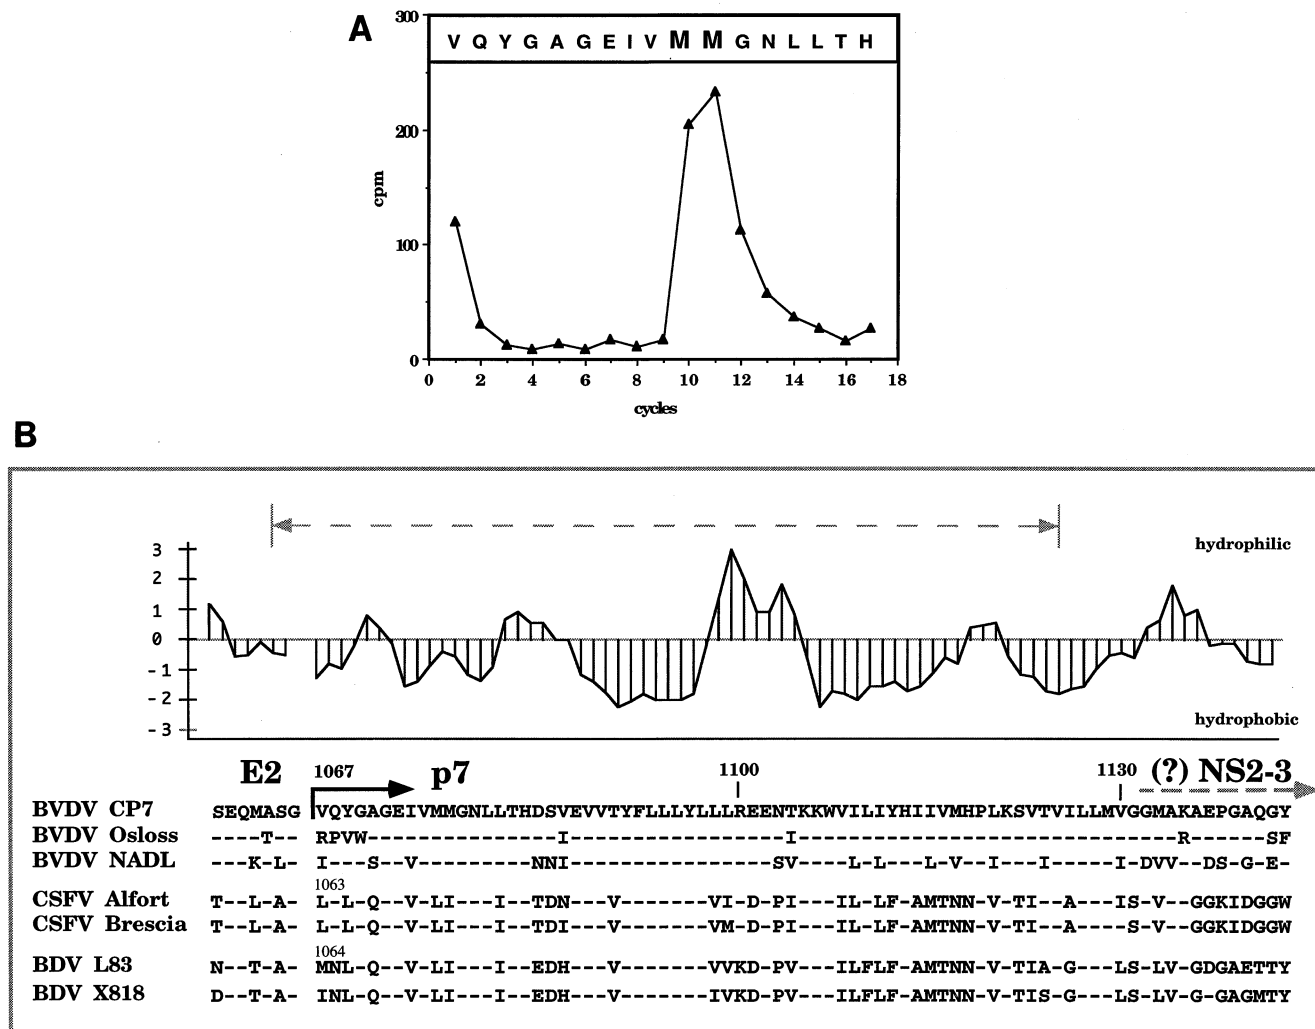 A
300
V Q Y G A G E I V M M G N L L T H
200
cpm
100
0
0 2 4 6 8 10 12 14 16 18
cycles
B
hydrophilic
3
2
1
0
-1
-2
-3
hydrophobic
E2 1067 p7 1100 1130 (?) NS2-3
BVDV CP7 SEQMASG VQYGAGEIVMMGNLLTHDSVEVVTYFLLLYLLLREENTKKWVILIYHIIVMHPLKSVTVILLMVGGMAKAEPGAQGY
BVDV Osloss ----T-- RPVW----------------I------------------I-------------------------------R------SF
BVDV NADL ---K-L- I---S--V---------NNI-----------------SV----L-L---L-V--I---I-----I-DVV--DS-G-E-
1063
CSFV Alfort T--L-A- L-L-Q--V-LI---I--TDN---V-------VI-D-PI---IL-LF-AMTNN-V-TI--A---IS-V--GGKIDGGW
CSFV Brescia T--L-A- L-L-Q--V-LI---I--TDI---V-------VM-D-PI---IL-LF-AMTNN-V-TI--A----S-V--GGKIDGGW
1064
BDV L83 N--T-A- MNL-Q--V-LI---I--EDH---V-------VVKD-PV---ILFLF-AMTNN-V-TIA-G---LS-LV-GDGAETTY
BDV X818 D--T-A- INL-Q--V-LI---I--EDH---V-------IVKD-PV---ILFLF-AMTNN-V-TIS-G---LS-LV-G-GAGMTY